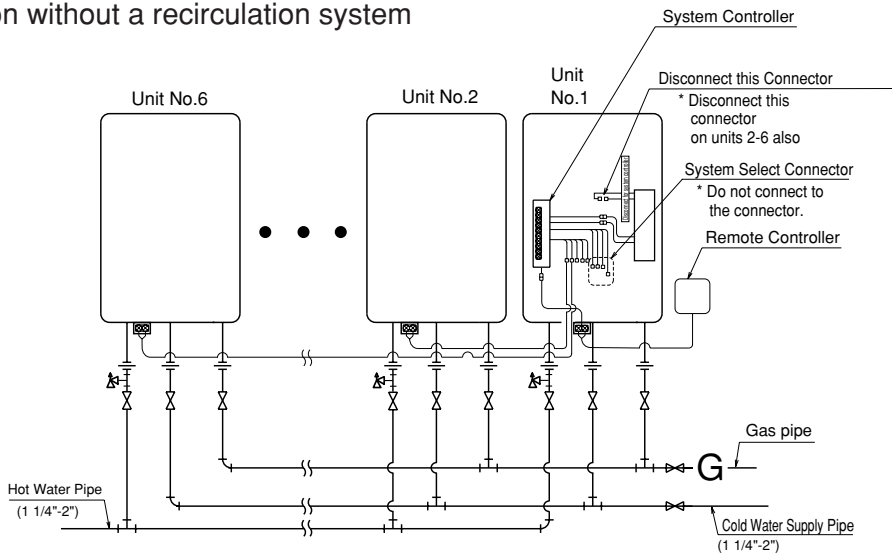 on without a recirculation system
System Controller
Unit
No.1
Unit No.6
Unit No.2
Disconnect this Connector
* Disconnect this
connector
on units 2-6 also
System Select Connector
* Do not connect to
the connector.
Remote Controller
Gas pipe
G
Hot Water Pipe
(1 1/4"-2")
Cold Water Supply Pipe
(1 1/4"-2")